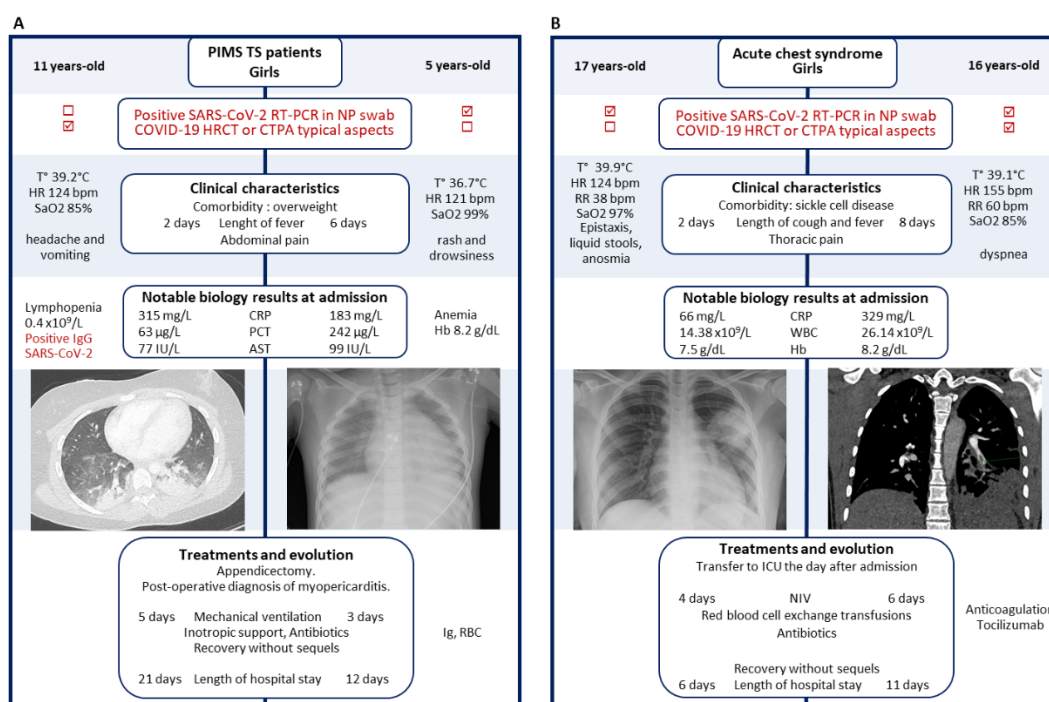 A
PIMS TS patients
Girls
11 years-old
5 years-old
☐ Positive SARS-CoV-2 RT-PCR in NP swab ☑
☑ COVID-19 HRCT or CTPA typical aspects ☐
T° 39.2°C
HR 124 bpm
SaO2 85%
headache and
vomiting
Clinical characteristics
Comorbidity : overweight
2 days Lenght of fever 6 days
Abdominal pain
T° 36.7°C
HR 121 bpm
SaO2 99%
rash and
drowsiness
Lymphopenia
0.4 x10⁹/L
Positive IgG
SARS-CoV-2
Notable biology results at admission
315 mg/L CRP 183 mg/L
63 µg/L PCT 242 µg/L
77 IU/L AST 99 IU/L
Anemia
Hb 8.2 g/dL
Treatments and evolution
Appendicectomy.
Post-operative diagnosis of myopericarditis.
5 days Mechanical ventilation 3 days
Inotropic support, Antibiotics
Recovery without sequels
21 days Length of hospital stay 12 days
Ig, RBC
B
Acute chest syndrome
Girls
17 years-old
16 years-old
☑ Positive SARS-CoV-2 RT-PCR in NP swab ☑
☐ COVID-19 HRCT or CTPA typical aspects ☑
T° 39.9°C
HR 124 bpm
RR 38 bpm
SaO2 97%
Epistaxis,
liquid stools,
anosmia
Clinical characteristics
Comorbidity: sickle cell disease
2 days Length of cough and fever 8 days
Thoracic pain
T° 39.1°C
HR 155 bpm
RR 60 bpm
SaO2 85%
dyspnea
Notable biology results at admission
66 mg/L CRP 329 mg/L
14.38 x10⁹/L WBC 26.14 x10⁹/L
7.5 g/dL Hb 8.2 g/dL
Treatments and evolution
Transfer to ICU the day after admission
4 days NIV 6 days
Red blood cell exchange transfusions
Antibiotics
Recovery without sequels
6 days Length of hospital stay 11 days
Anticoagulation
Tocilizumab